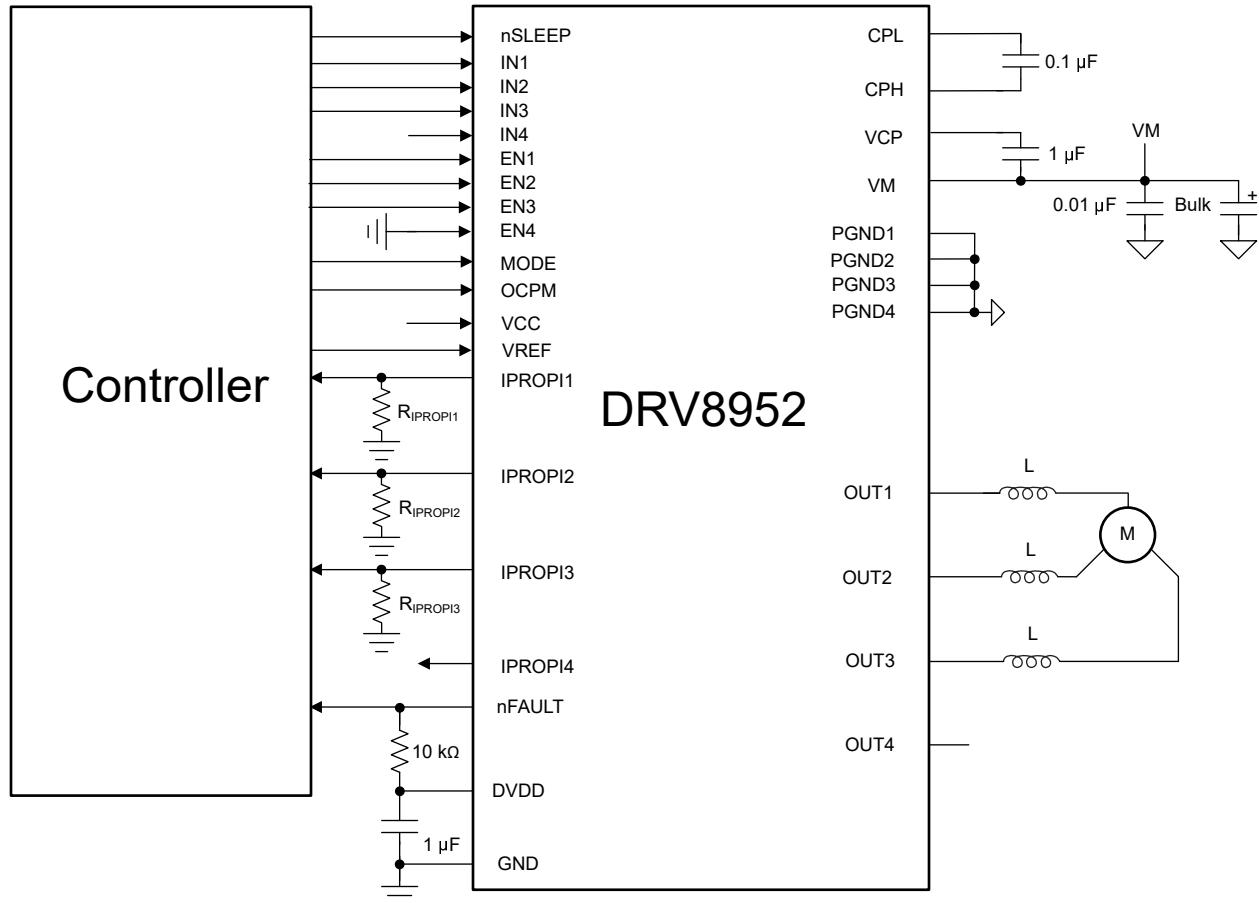 Controller
DRV8952
nSLEEP
IN1
IN2
IN3
IN4
EN1
EN2
EN3
EN4
MODE
OCPM
VCC
VREF
IPROPI1
RIPROPI1
IPROPI2
RIPROPI2
IPROPI3
RIPROPI3
IPROPI4
nFAULT
10 kΩ
DVDD
1 µF
GND
CPL
0.1 µF
CPH
VCP
1 µF
VM
VM
0.01 µF
Bulk
+
PGND1
PGND2
PGND3
PGND4
OUT1
L
M
OUT2
L
OUT3
L
OUT4